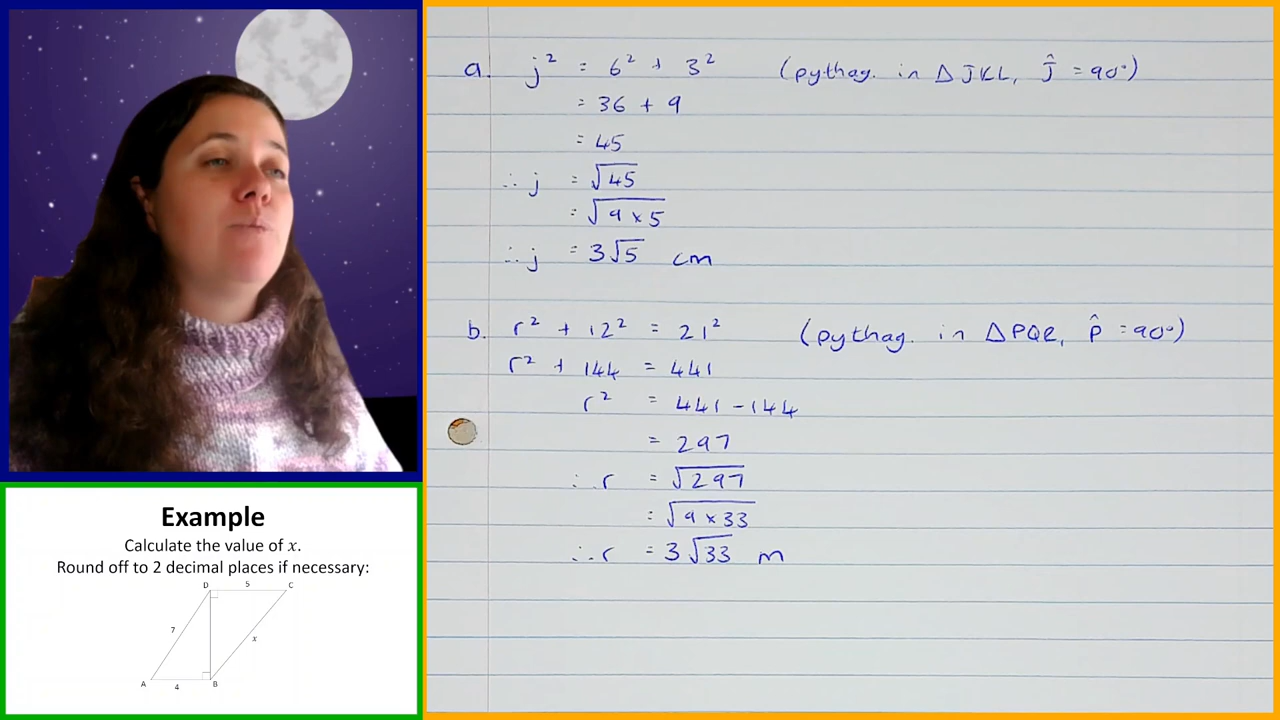 a. j² = 6² + 3² (pythag. in △JKL, ĵ = 90°)
= 36 + 9
= 45
∴ j = √45
= √9 × 5
∴ j = 3√5 cm
b. r² + 12² = 21² (pythag. in △PQR, p̂ = 90°)
r² + 144 = 441
r² = 441 - 144
= 297
∴ r = √297
= √9 × 33
∴ r = 3√33 m
Example
Calculate the value of x.
Round off to 2 decimal places if necessary:
D 5 C
7
x
A 4 B